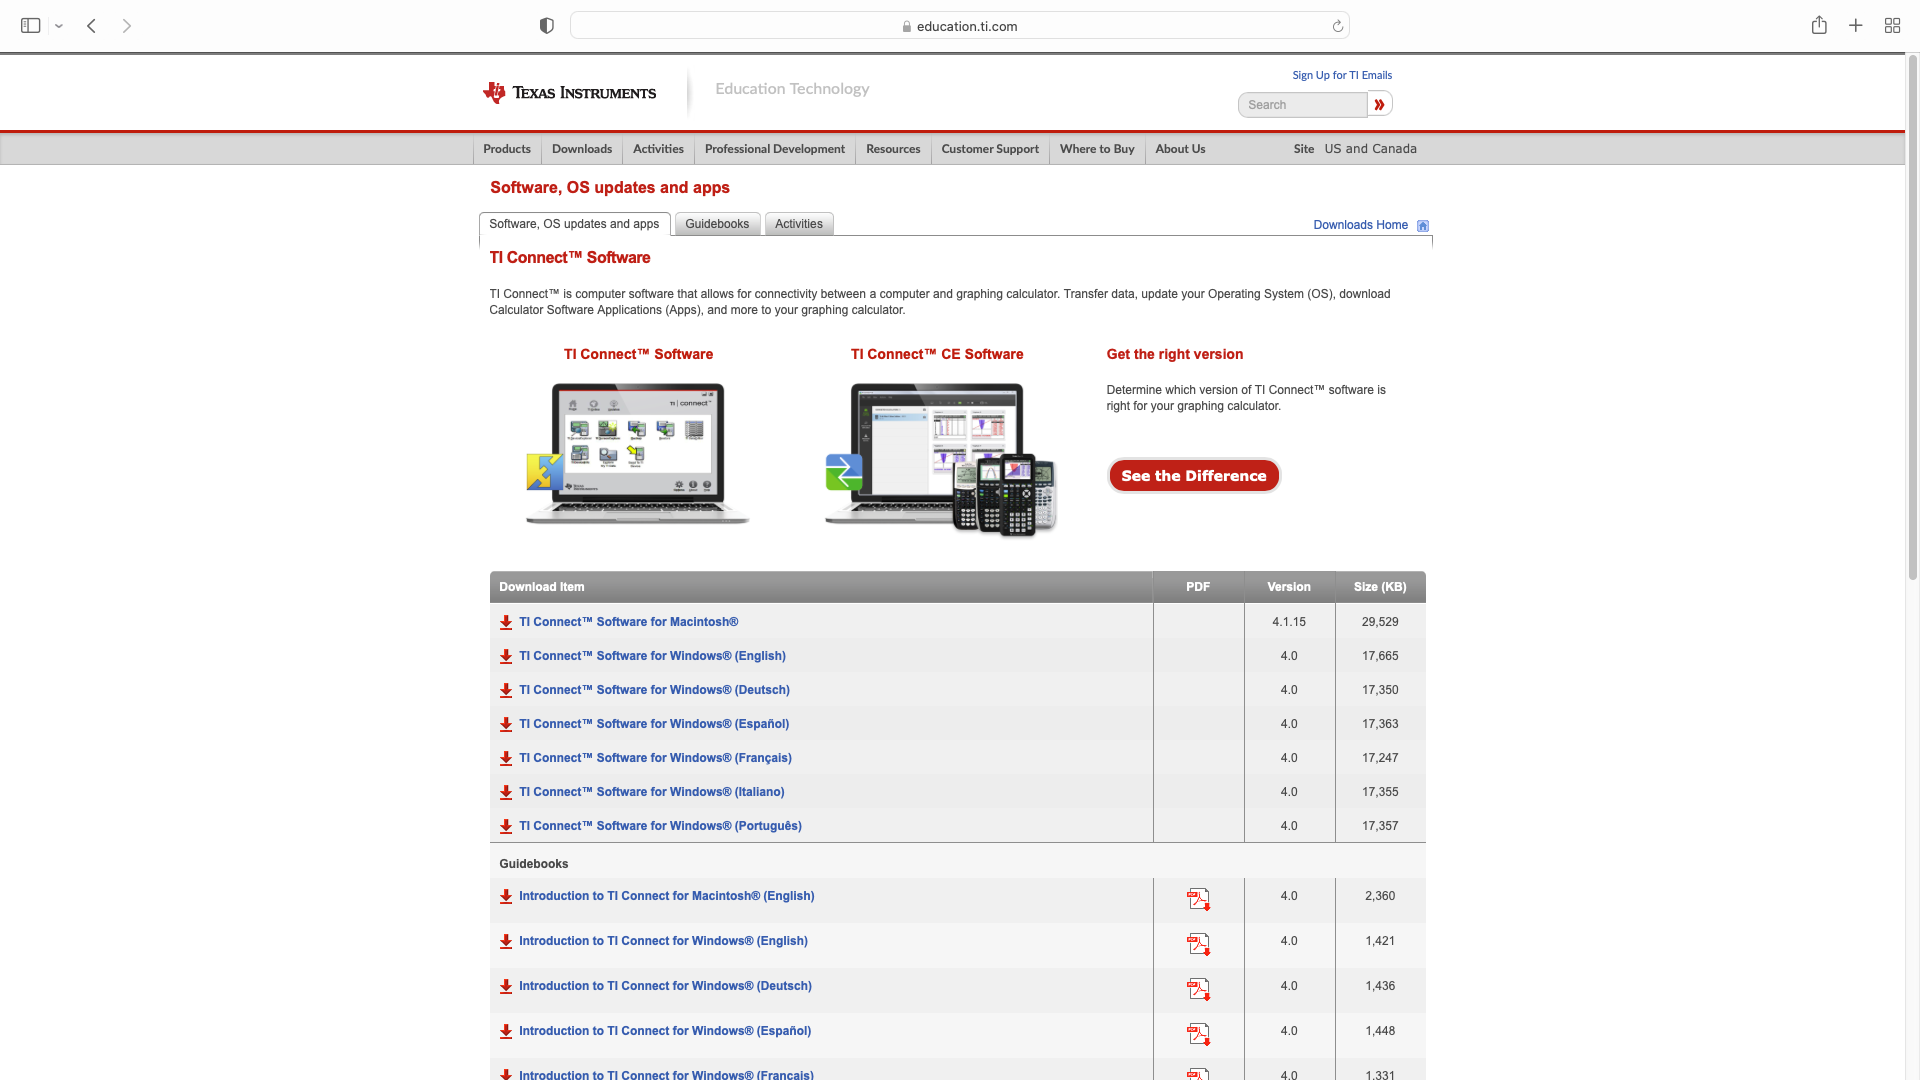 education.ti.com
TEXAS INSTRUMENTS
Education Technology
Sign Up for TI Emails
Search
Products Downloads Activities Professional Development Resources Customer Support Where to Buy About Us Site US and Canada
Software, OS updates and apps
Software, OS updates and apps Guidebooks Activities Downloads Home
TI Connect™ Software
TI Connect™ is computer software that allows for connectivity between a computer and graphing calculator. Transfer data, update your Operating System (OS), download
Calculator Software Applications (Apps), and more to your graphing calculator.
TI Connect™ Software TI Connect™ CE Software Get the right version
Determine which version of TI Connect™ software is
right for your graphing calculator.
TI connect™
See the Difference
Download Item PDF Version Size (KB)
TI Connect™ Software for Macintosh® 4.1.15 29,529
TI Connect™ Software for Windows® (English) 4.0 17,665
TI Connect™ Software for Windows® (Deutsch) 4.0 17,350
TI Connect™ Software for Windows® (Español) 4.0 17,363
TI Connect™ Software for Windows® (Français) 4.0 17,247
TI Connect™ Software for Windows® (Italiano) 4.0 17,355
TI Connect™ Software for Windows® (Português) 4.0 17,357
Guidebooks
Introduction to TI Connect for Macintosh® (English) 4.0 2,360
Introduction to TI Connect for Windows® (English) 4.0 1,421
Introduction to TI Connect for Windows® (Deutsch) 4.0 1,436
Introduction to TI Connect for Windows® (Español) 4.0 1,448
Introduction to TI Connect for Windows® (Français) 4.0 1,331